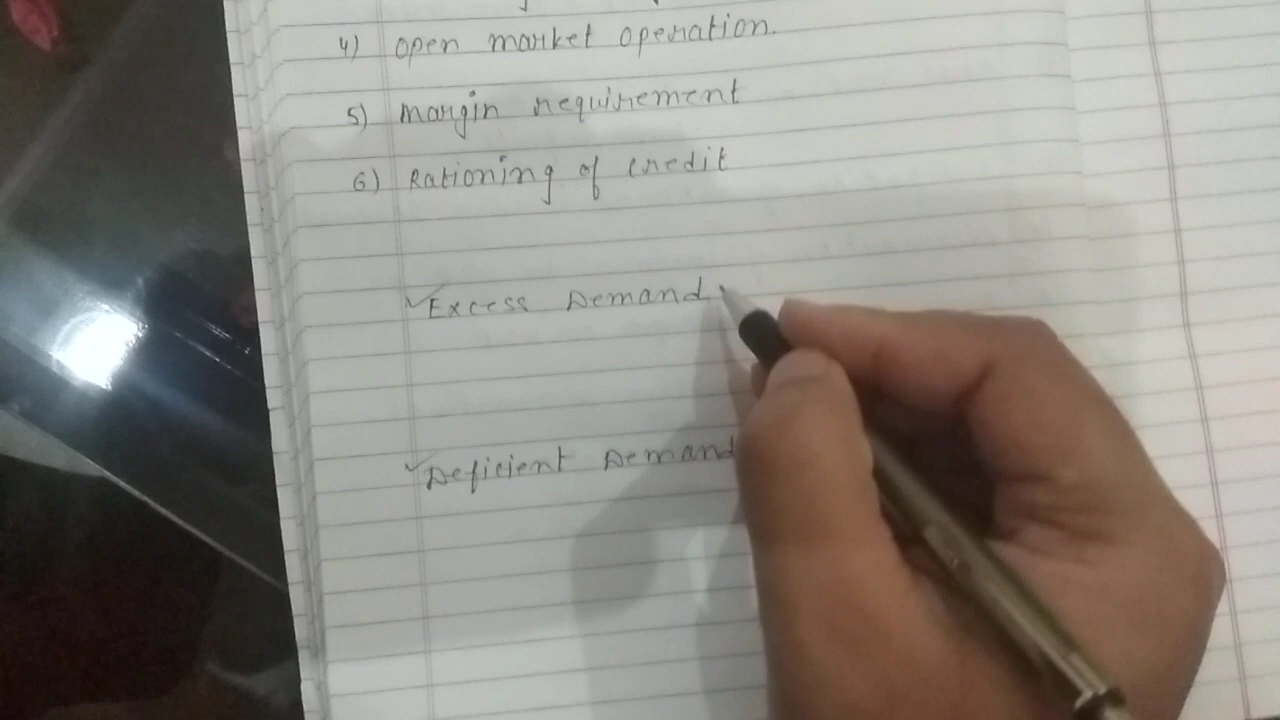 4) open market operation.
5) margin requirement
6) Rationing of credit
Excess Demand
Deficient Demand